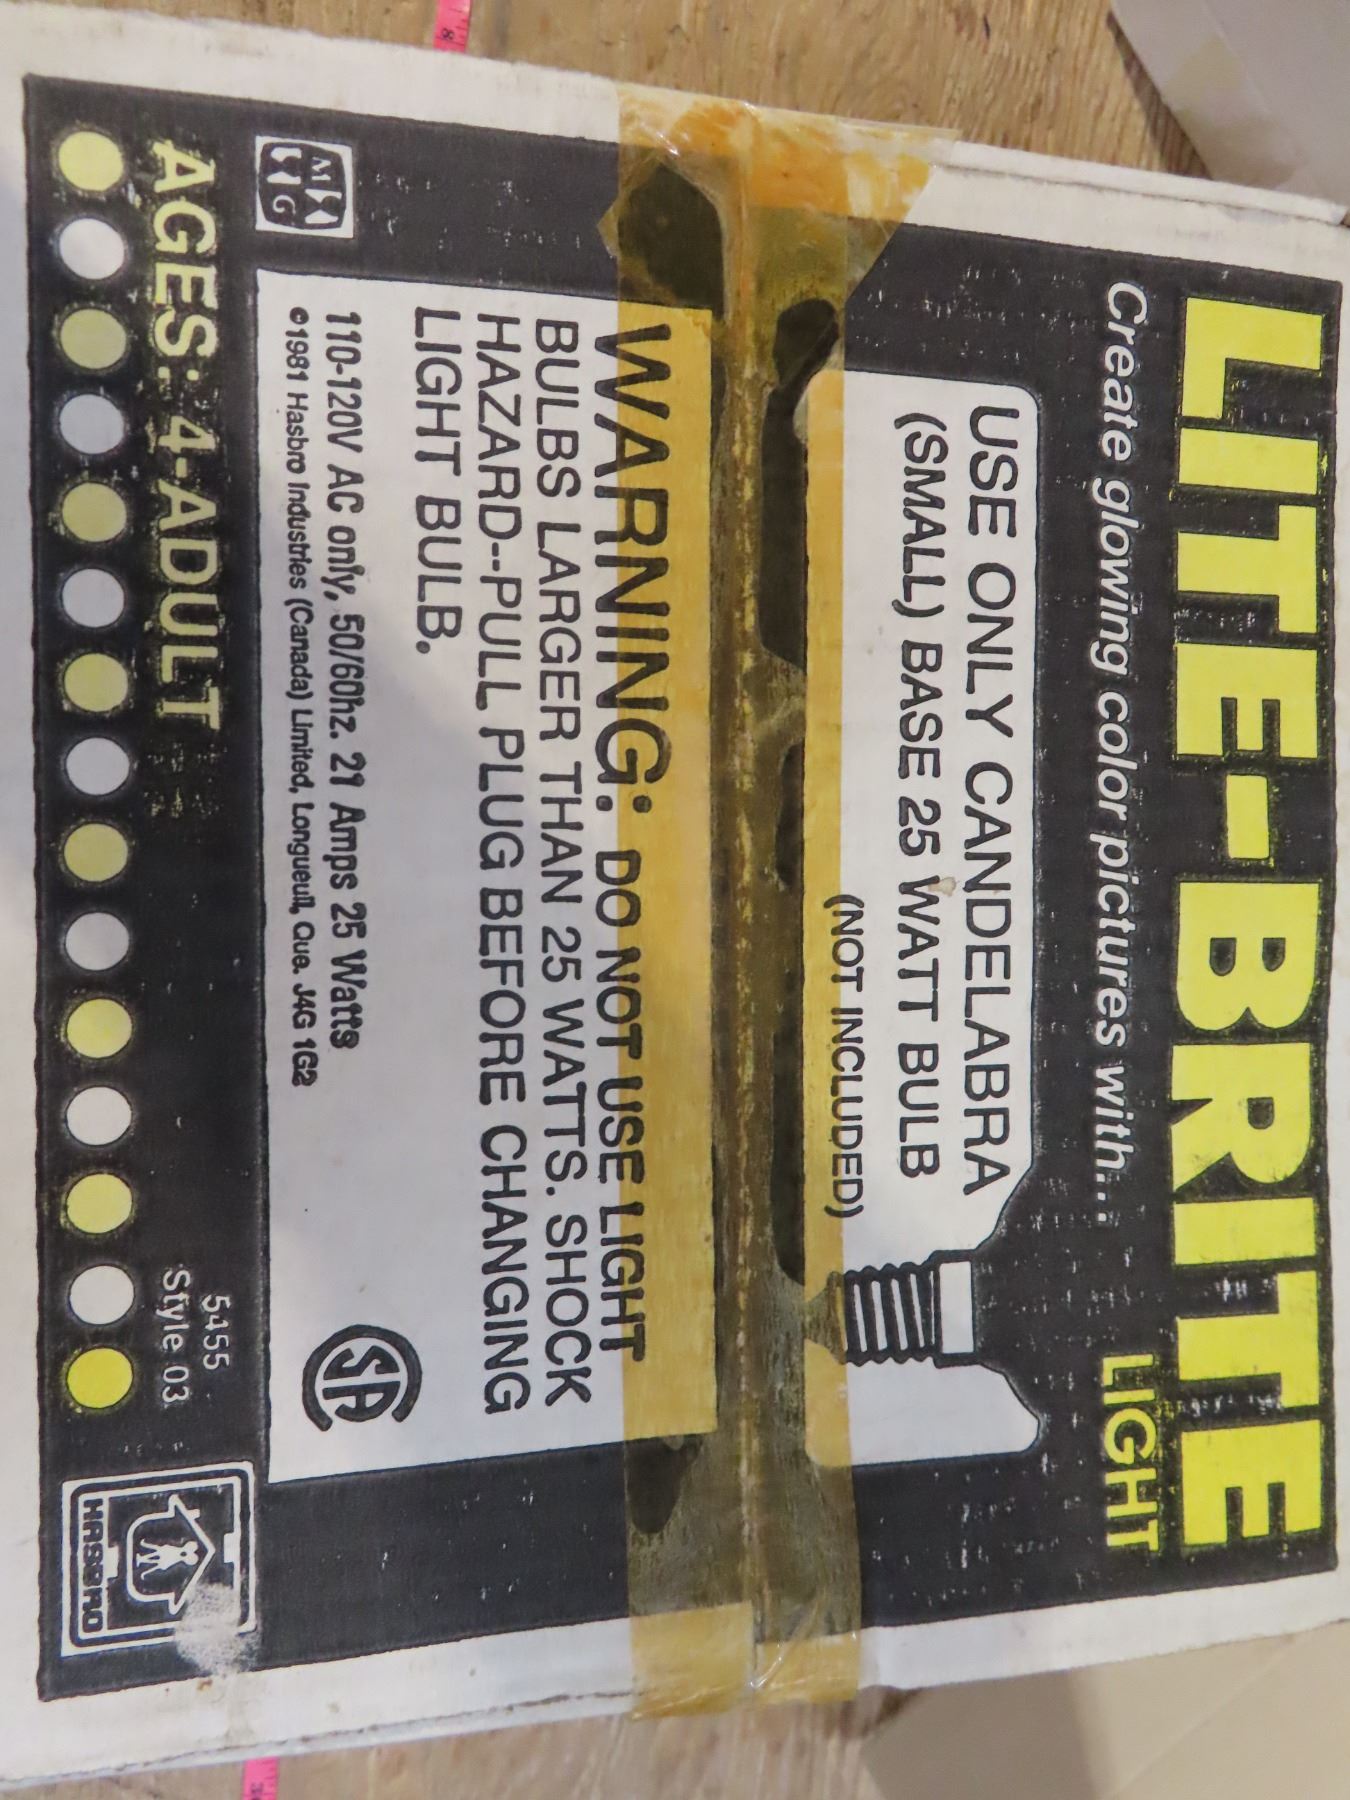 LITE-BRITE
Create glowing color pictures with... LIGHT
USE ONLY CANDELABRA
(SMALL) BASE 25 WATT BULB
(NOT INCLUDED)
WARNING: DO NOT USE LIGHT
BULBS LARGER THAN 25 WATTS. SHOCK
HAZARD--PULL PLUG BEFORE CHANGING
LIGHT BULB.
110-120V AC only, 50/60hz. 21 Amps 25 Watts
©1981 Hasbro Industries (Canada) Limited, Longueuil, Que. J4G 1G2
SA
AGES: 4-ADULT
5455
Style 03
HASBRO